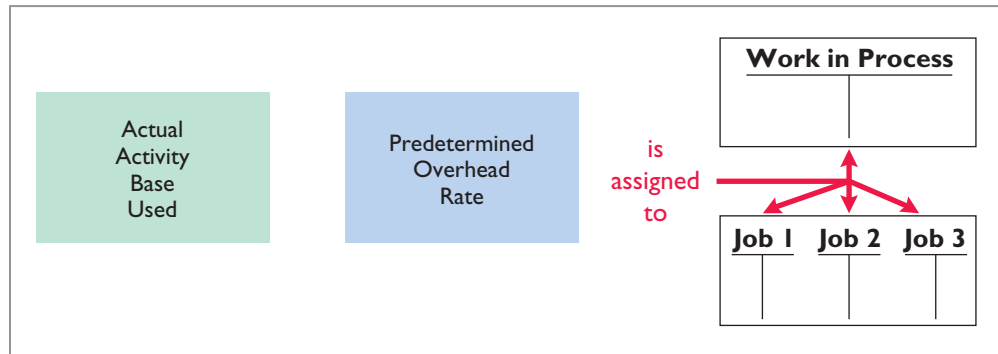 Actual
Activity
Base
Used
Predetermined
Overhead
Rate
is
assigned
to
Work in Process
Job 1 Job 2 Job 3